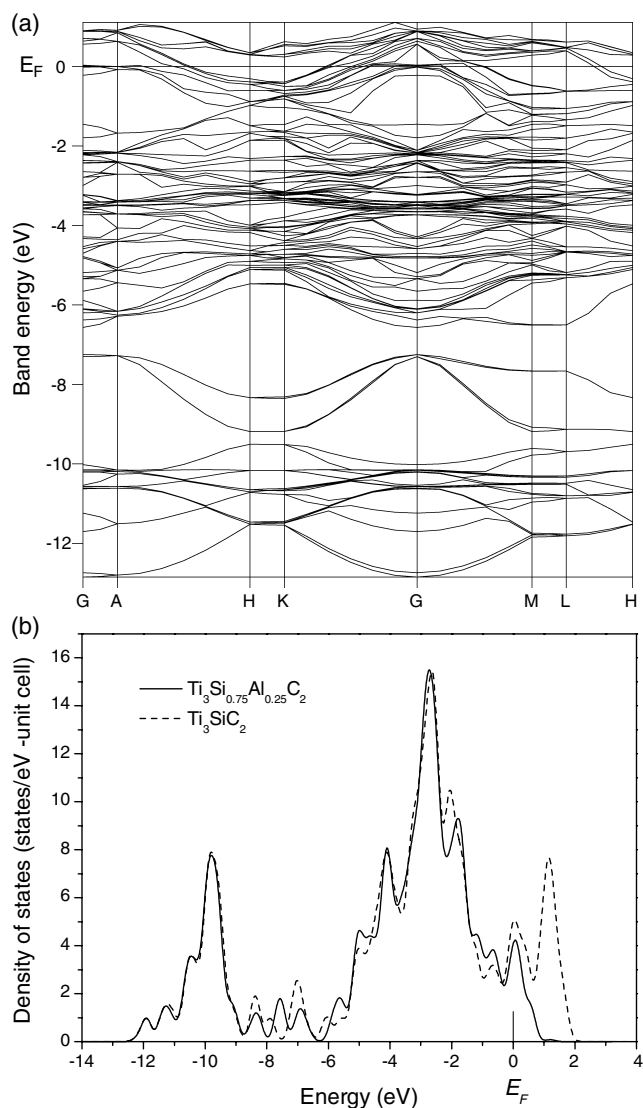 (a)
E_F 0
-2
-4
-6
-8
-10
-12
Band energy (eV)
G A H K G M L H
(b)
16
14
12
10
8
6
4
2
0
Density of states (states/eV -unit cell)
Ti₃Si₀.₇₅Al₀.₂₅C₂
Ti₃SiC₂
-14 -12 -10 -8 -6 -4 -2 0 2 4
Energy (eV) E_F